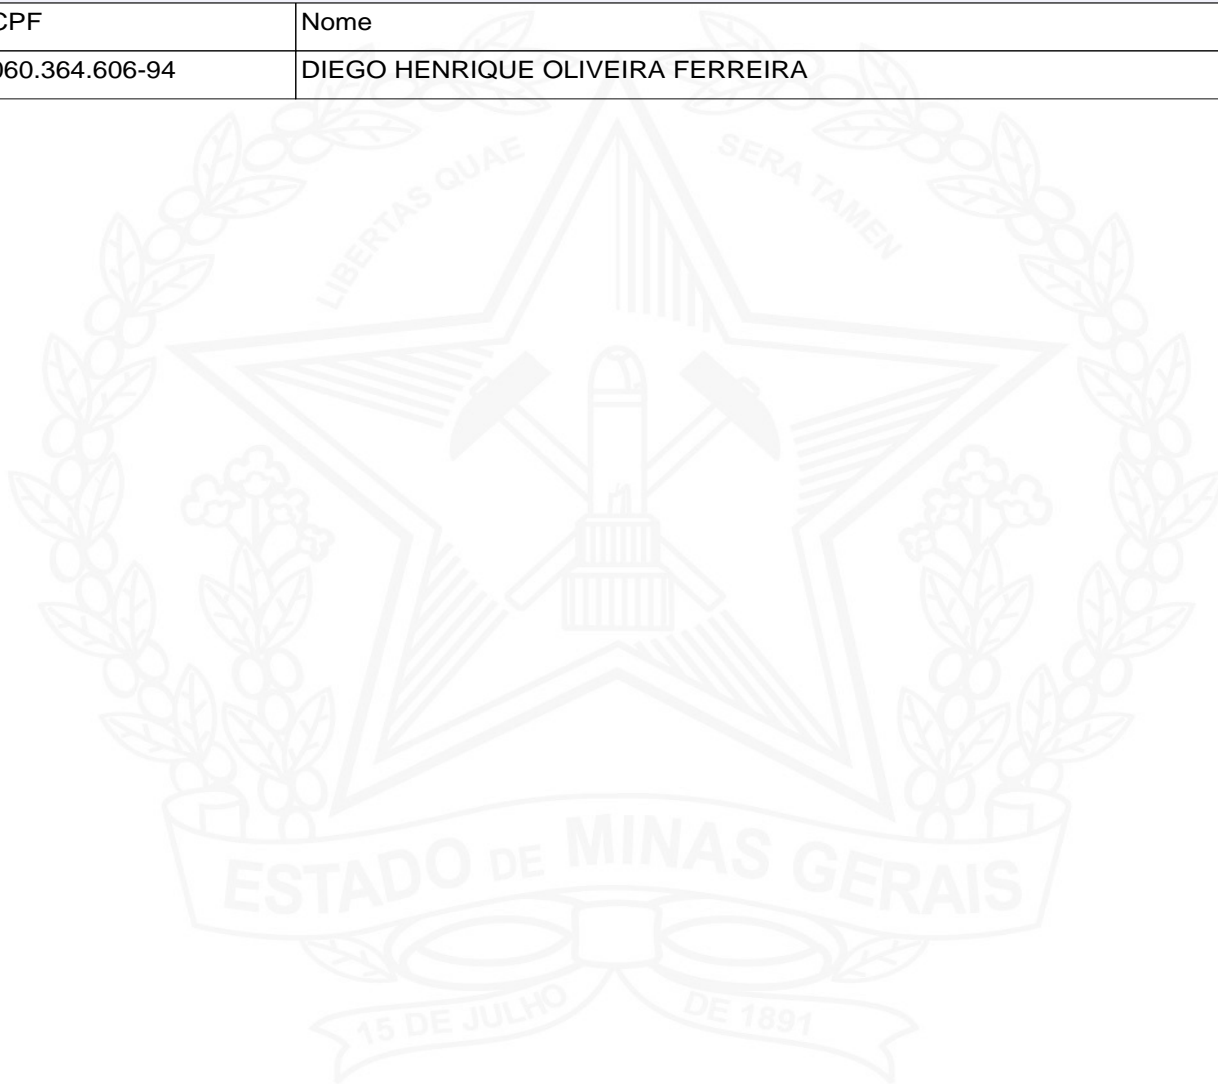 CPF Nome
060.364.606-94 DIEGO HENRIQUE OLIVEIRA FERREIRA
LIBERTAS QUAE SERA TAMEN
ESTADO DE MINAS GERAIS
15 DE JULHO DE 1891